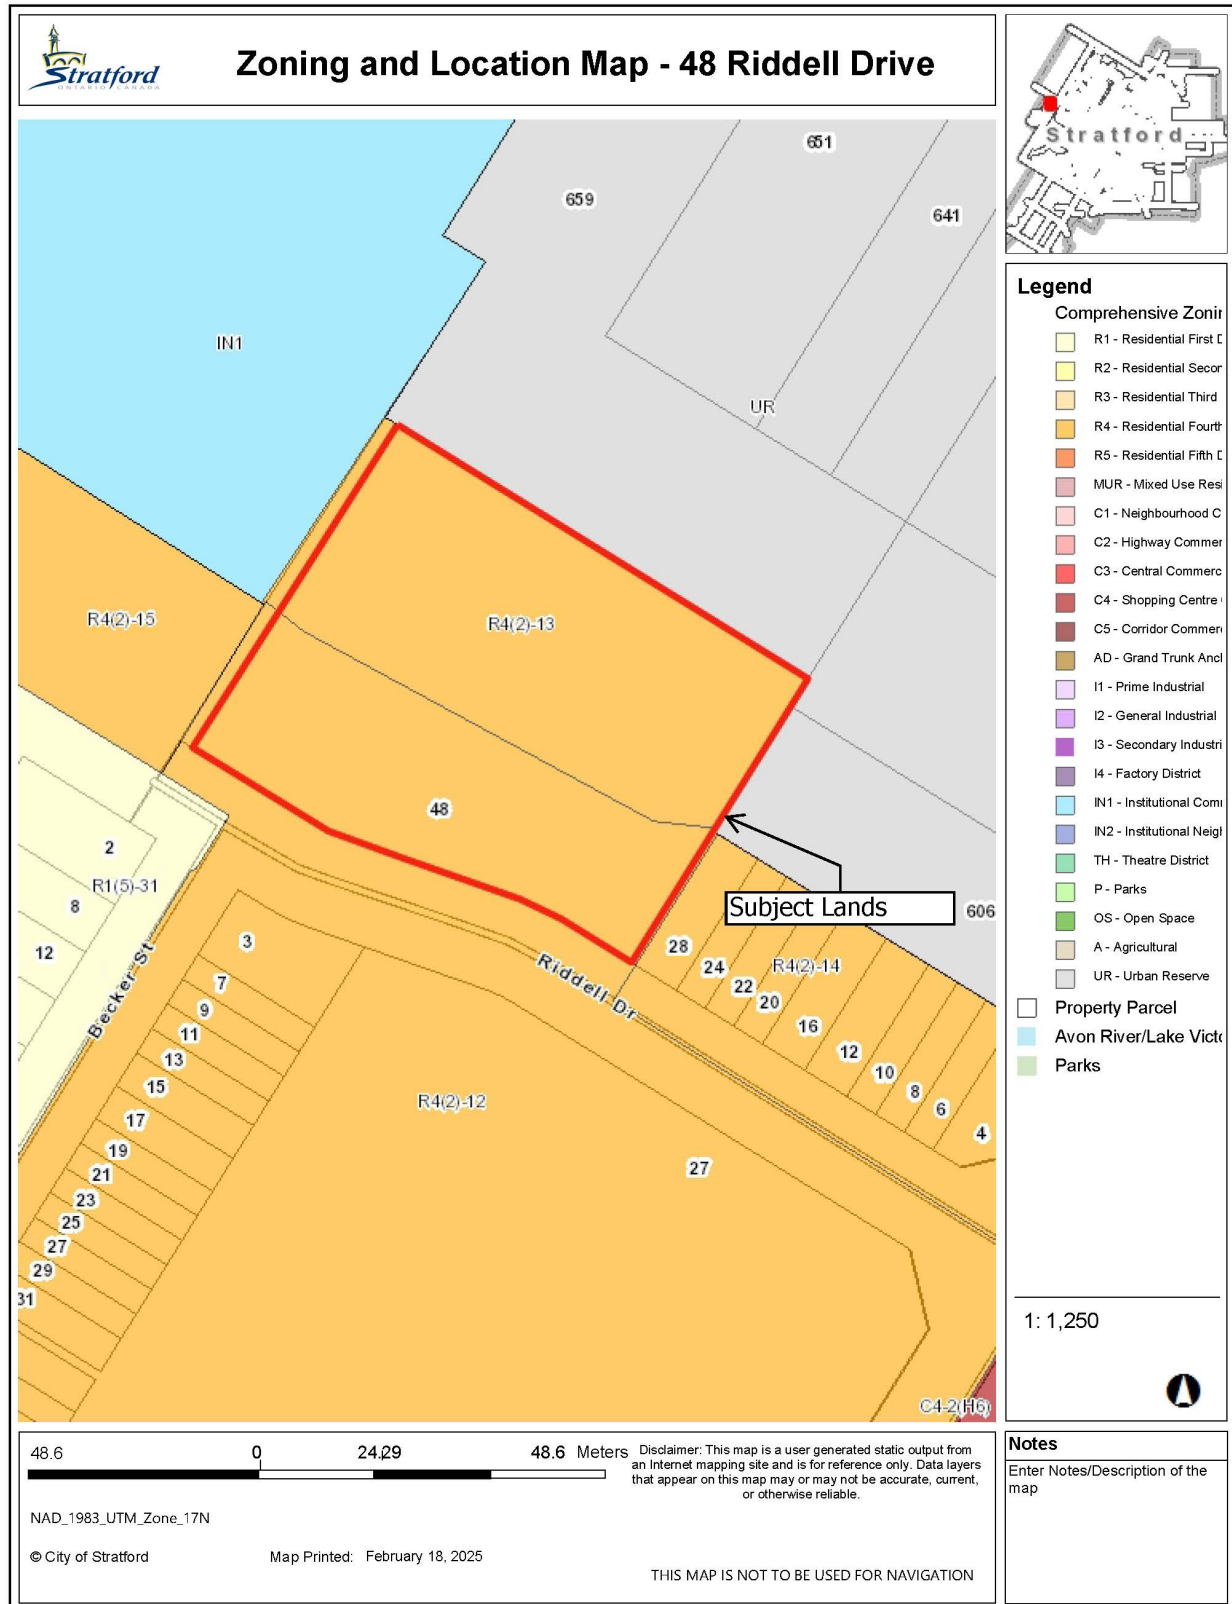 Stratford
ONTARIO CANADA
Zoning and Location Map - 48 Riddell Drive
Stratford
651
659
641
IN1
UR
R4(2)-15
R4(2)-13
48
2
R1(5)-31
8
12
Becker St
3
7
9
11
13
15
17
19
21
23
25
27
29
31
Subject Lands
606
28
24
22
20
16
12
10
8
6
4
R4(2)-14
Riddell Dr
R4(2)-12
27
C4-2(H6)
Legend
Comprehensive Zonin
R1 - Residential First D
R2 - Residential Secon
R3 - Residential Third
R4 - Residential Fourth
R5 - Residential Fifth D
MUR - Mixed Use Resi
C1 - Neighbourhood C
C2 - Highway Commer
C3 - Central Commerc
C4 - Shopping Centre
C5 - Corridor Commer
AD - Grand Trunk Anch
I1 - Prime Industrial
I2 - General Industrial
I3 - Secondary Industri
I4 - Factory District
IN1 - Institutional Com
IN2 - Institutional Neigh
TH - Theatre District
P - Parks
OS - Open Space
A - Agricultural
UR - Urban Reserve
Property Parcel
Avon River/Lake Victo
Parks
1: 1,250
48.6 0 24.29 48.6 Meters
NAD_1983_UTM_Zone_17N
© City of Stratford
Map Printed: February 18, 2025
Disclaimer: This map is a user generated static output from
an Internet mapping site and is for reference only. Data layers
that appear on this map may or may not be accurate, current,
or otherwise reliable.
THIS MAP IS NOT TO BE USED FOR NAVIGATION
Notes
Enter Notes/Description of the
map